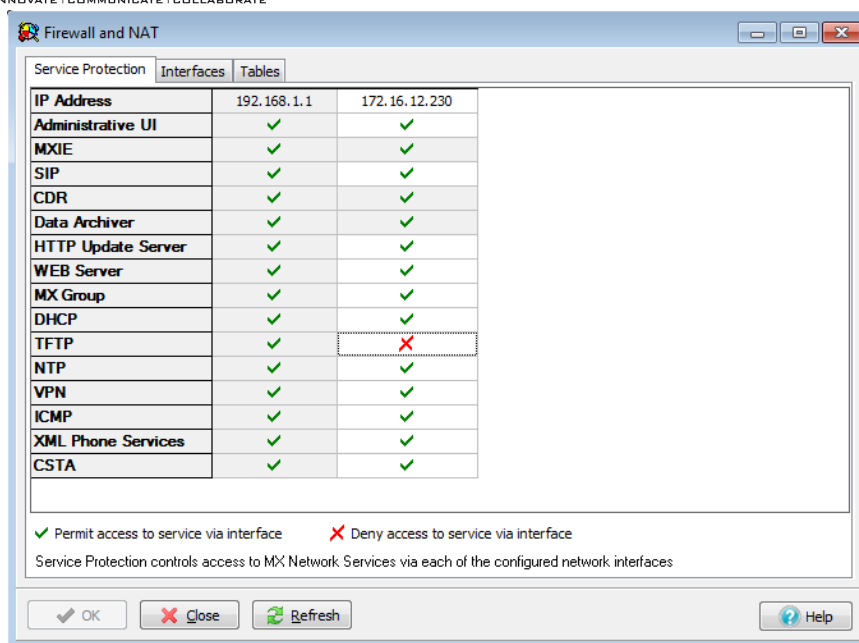 Firewall and NAT
Service Protection Interfaces Tables
IP Address 192.168.1.1 172.16.12.230
Administrative UI
MXIE
SIP
CDR
Data Archiver
HTTP Update Server
WEB Server
MX Group
DHCP
TFTP
NTP
VPN
ICMP
XML Phone Services
CSTA
Permit access to service via interface Deny access to service via interface
Service Protection controls access to MX Network Services via each of the configured network interfaces
OK Close Refresh Help